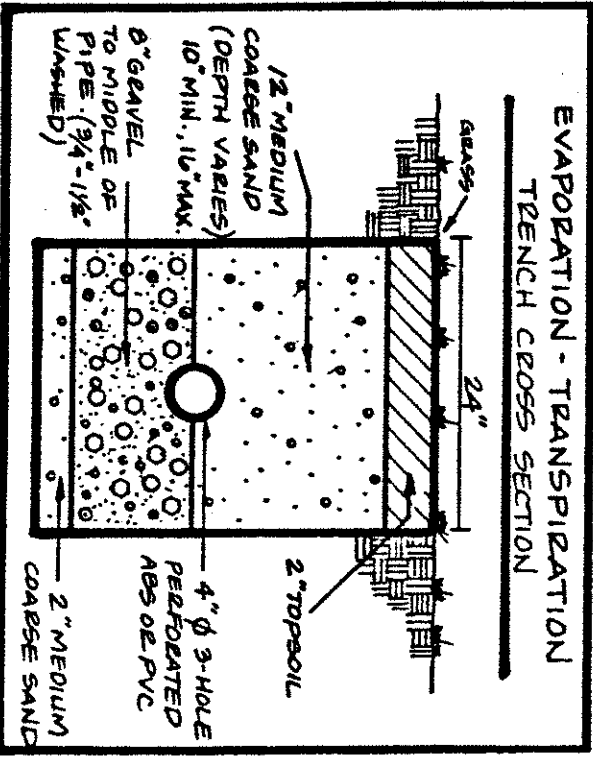 EVAPORATION - TRANSPIRATION
TRENCH CROSS SECTION
GRASS
24"
12" MEDIUM
COARSE SAND
(DEPTH VARIES)
10" MIN., 16" MAX.
8" GRAVEL
TO MIDDLE OF
PIPE. (3/4"-1 1/2"
WASHED)
2" TOPSOIL
4" Ø 3-HOLE
PERFORATED
ABS OR PVC
2" MEDIUM
COARSE SAND